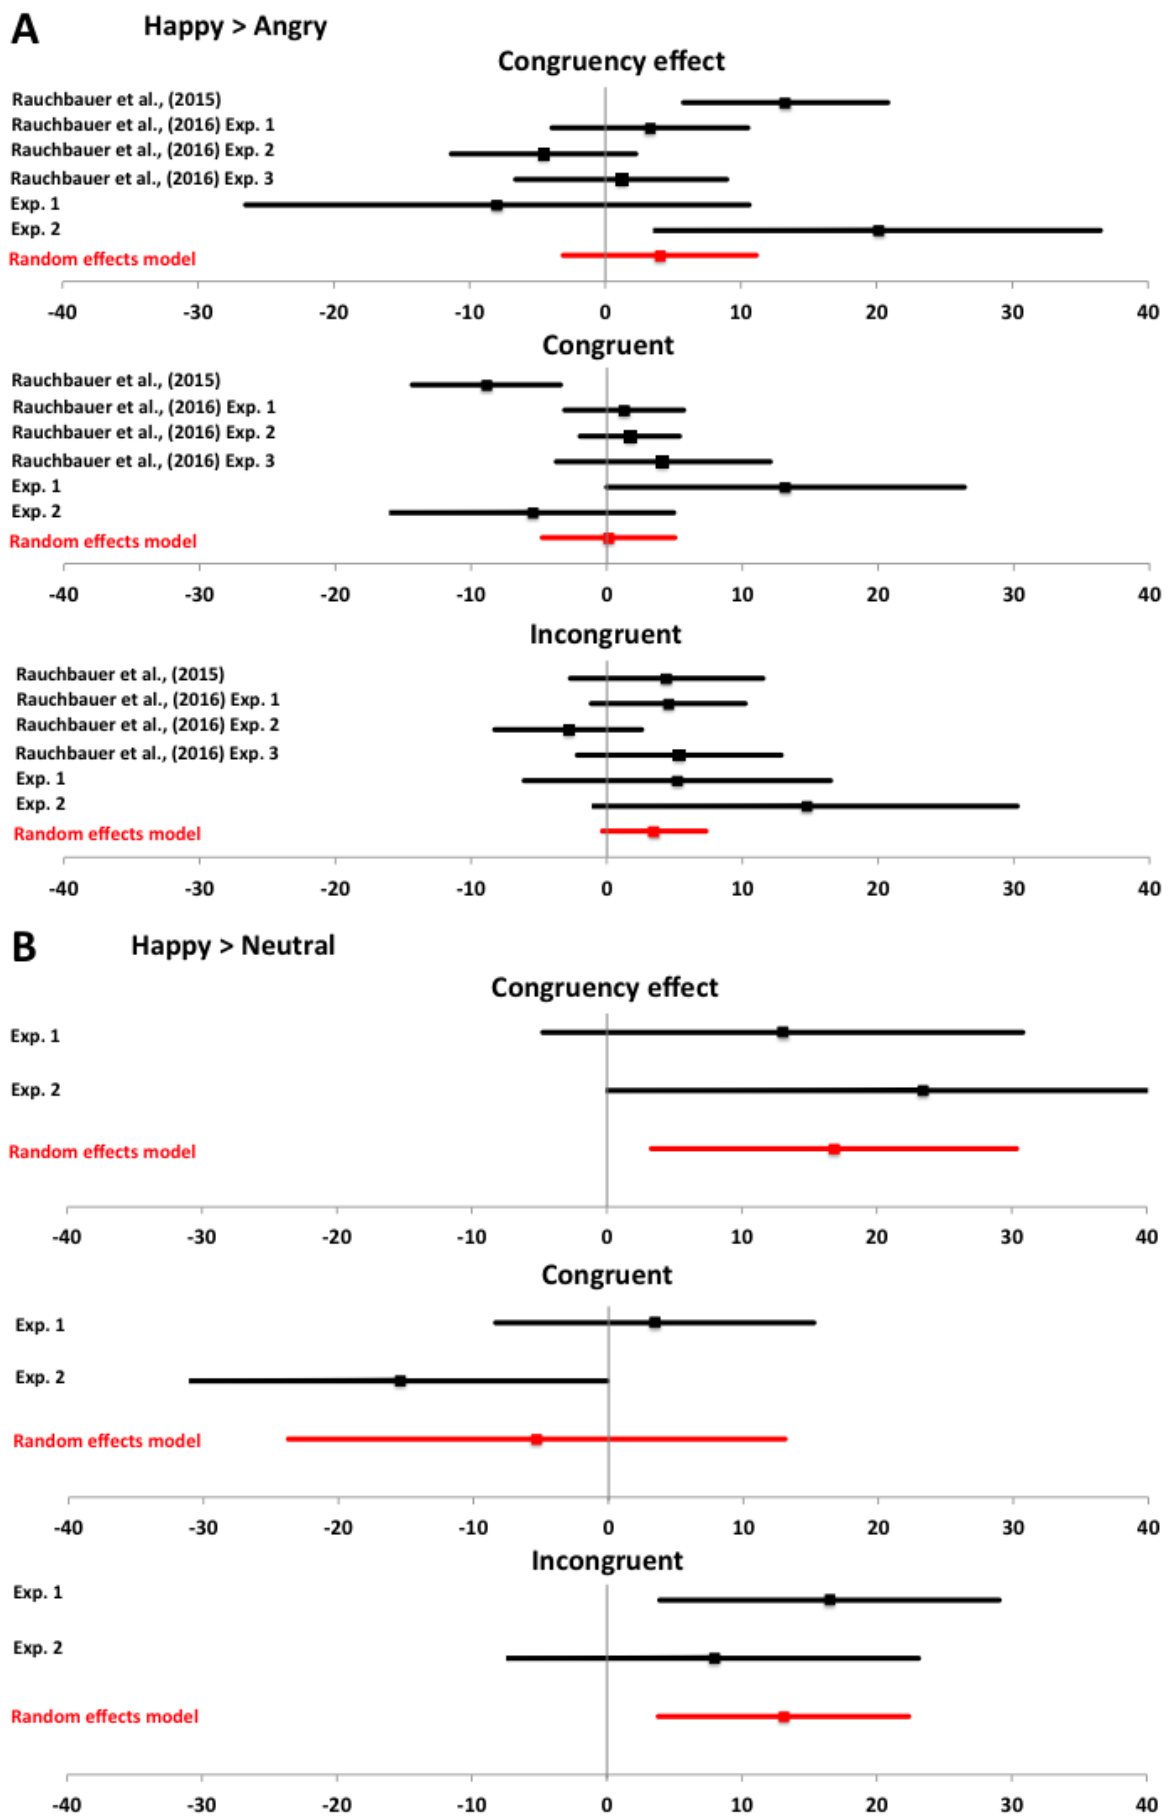 A Happy > Angry
Congruency effect
Rauchbauer et al., (2015)
Rauchbauer et al., (2016) Exp. 1
Rauchbauer et al., (2016) Exp. 2
Rauchbauer et al., (2016) Exp. 3
Exp. 1
Exp. 2
Random effects model
-40 -30 -20 -10 0 10 20 30 40
Congruent
Rauchbauer et al., (2015)
Rauchbauer et al., (2016) Exp. 1
Rauchbauer et al., (2016) Exp. 2
Rauchbauer et al., (2016) Exp. 3
Exp. 1
Exp. 2
Random effects model
-40 -30 -20 -10 0 10 20 30 40
Incongruent
Rauchbauer et al., (2015)
Rauchbauer et al., (2016) Exp. 1
Rauchbauer et al., (2016) Exp. 2
Rauchbauer et al., (2016) Exp. 3
Exp. 1
Exp. 2
Random effects model
-40 -30 -20 -10 0 10 20 30 40
B Happy > Neutral
Congruency effect
Exp. 1
Exp. 2
Random effects model
-40 -30 -20 -10 0 10 20 30 40
Congruent
Exp. 1
Exp. 2
Random effects model
-40 -30 -20 -10 0 10 20 30 40
Incongruent
Exp. 1
Exp. 2
Random effects model
-40 -30 -20 -10 0 10 20 30 40